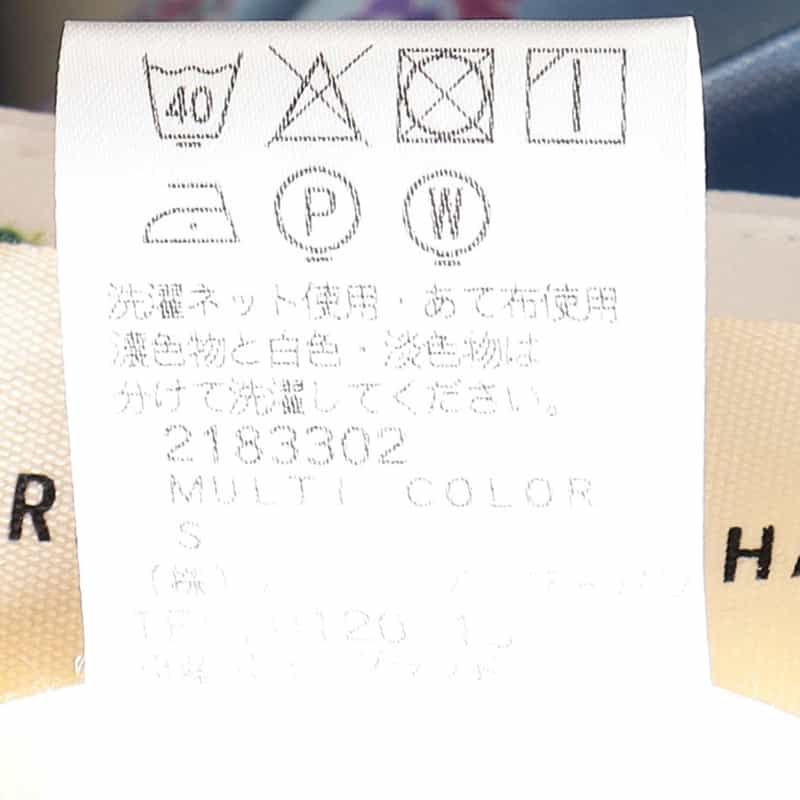 40
P W
洗濯ネット使用・あて布使用
濃色物と白色・淡色物は
分けて洗濯してください。
2183302
MULTI COLOR
S
(株)
TEL 0120
R
HA